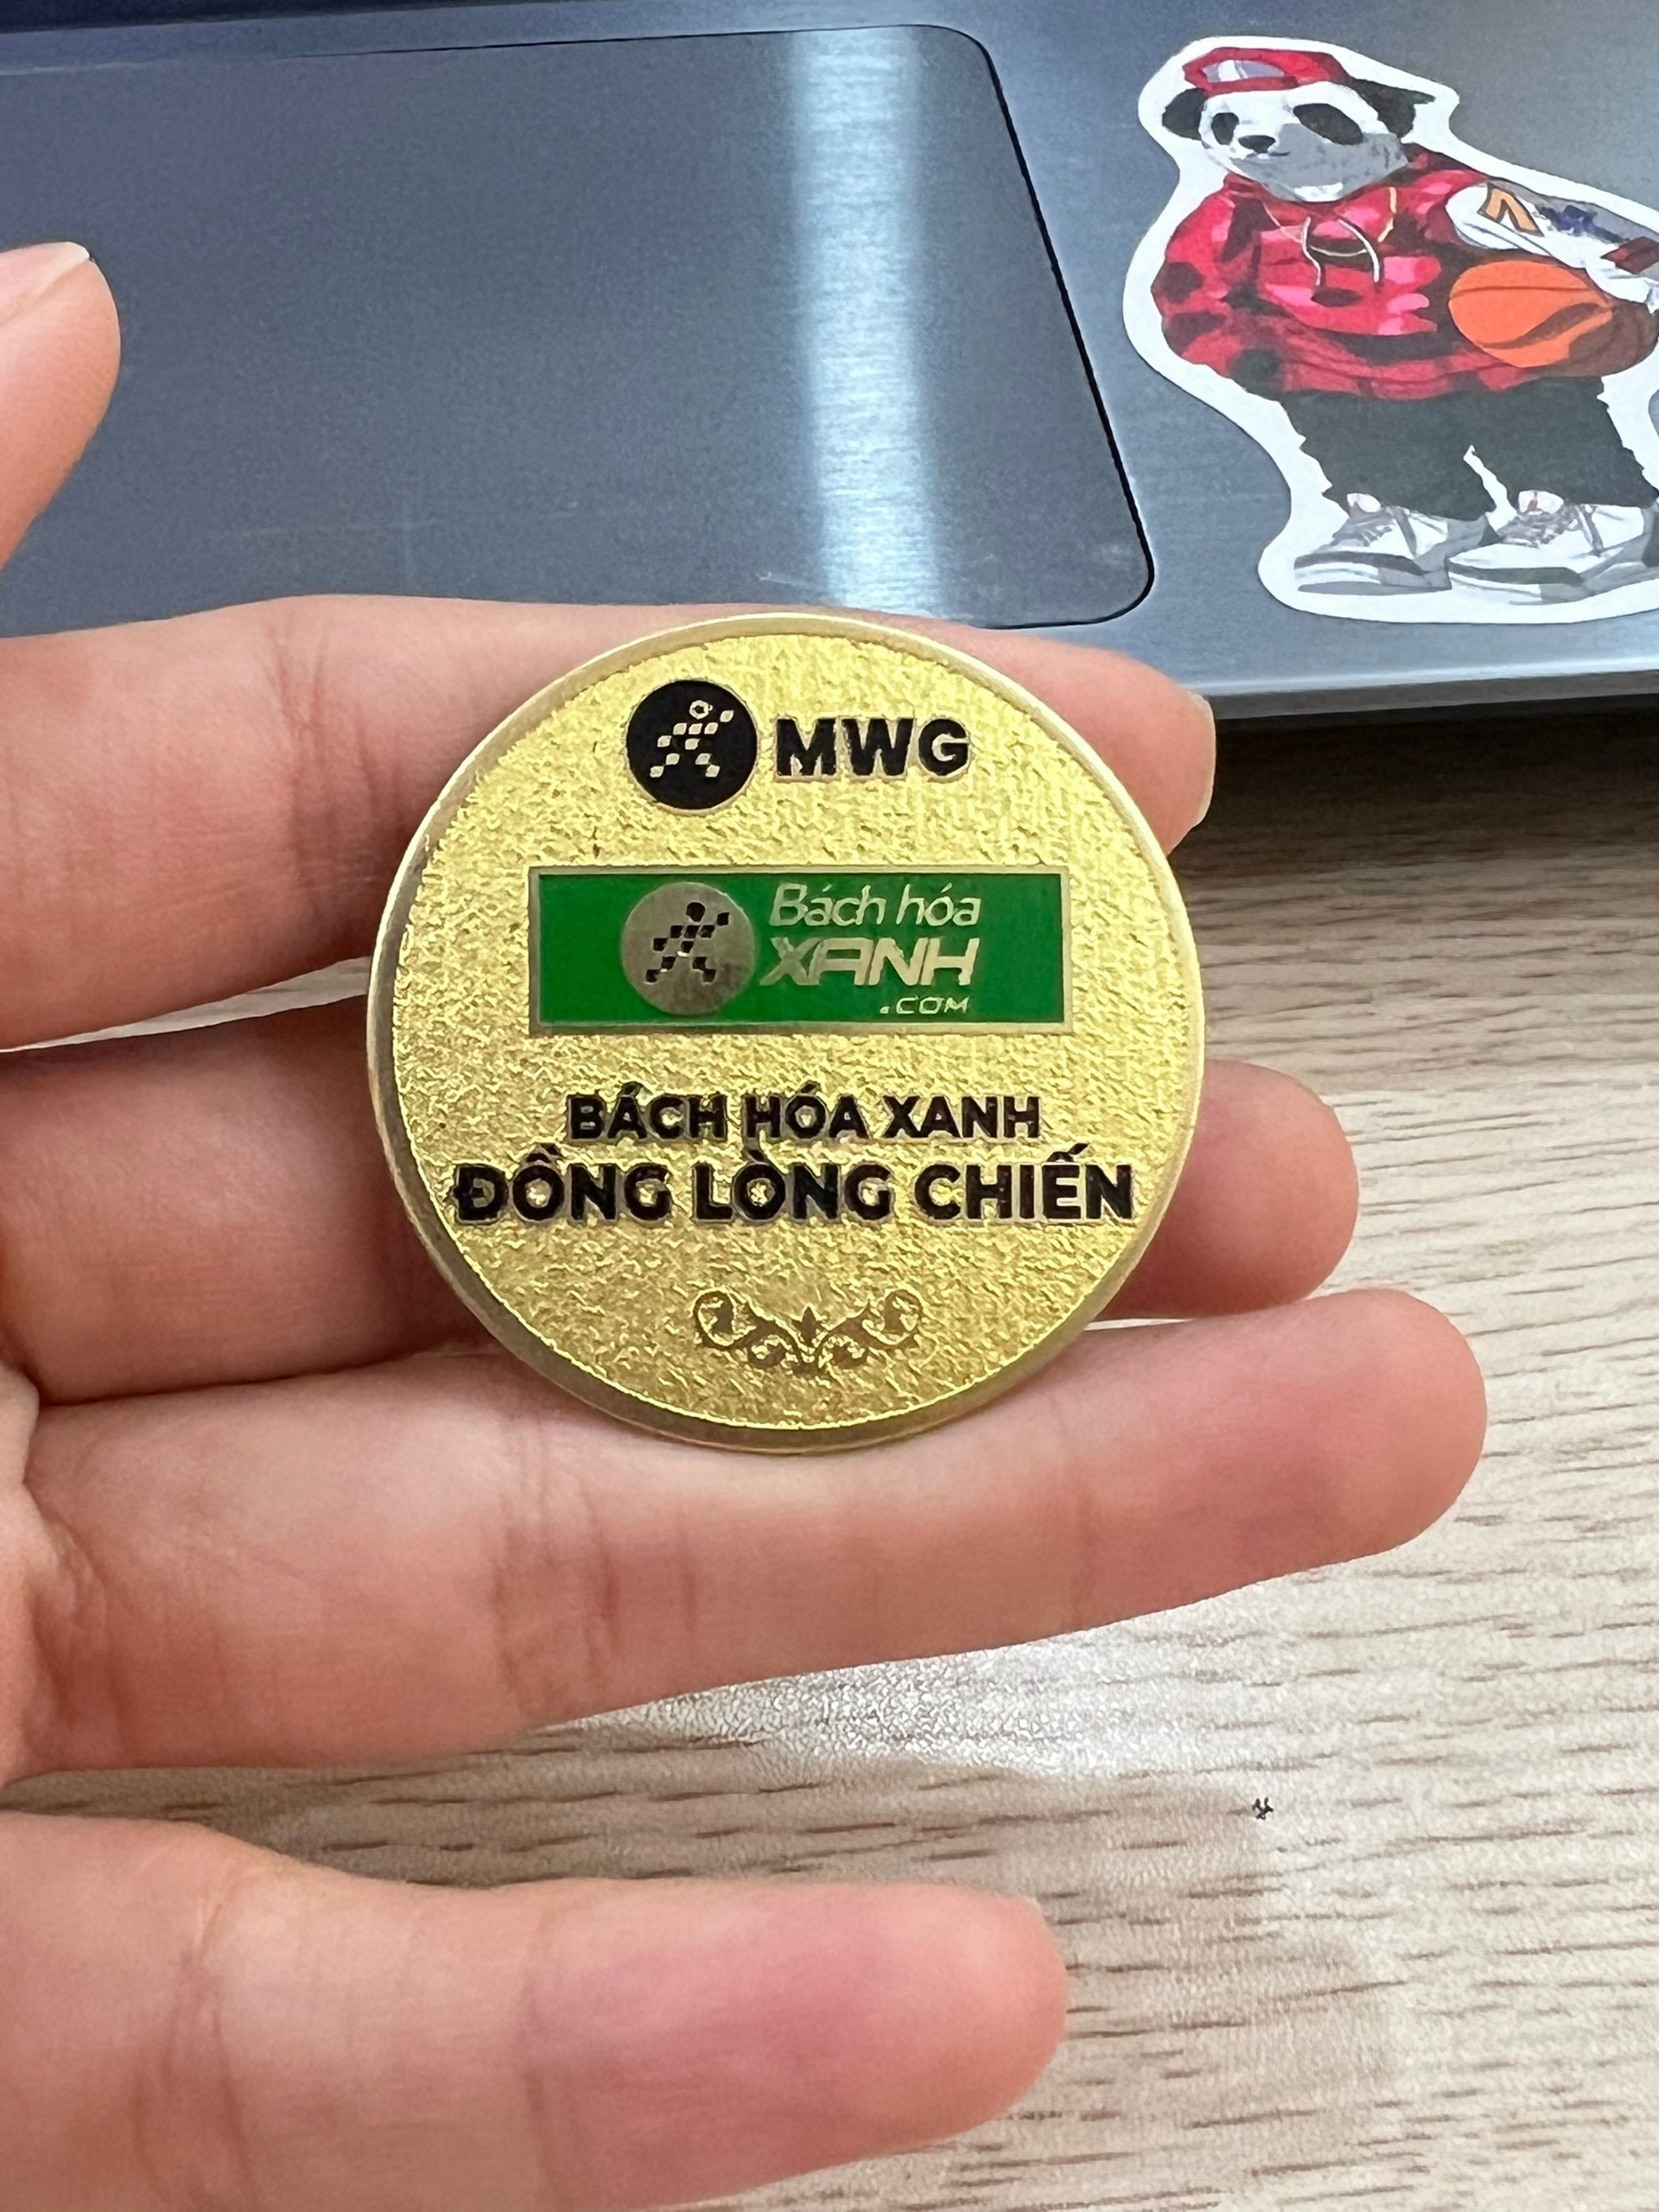 MWG
Bách hóa
XANH
.COM
BÁCH HÓA XANH
ĐỒNG LÒNG CHIẾN